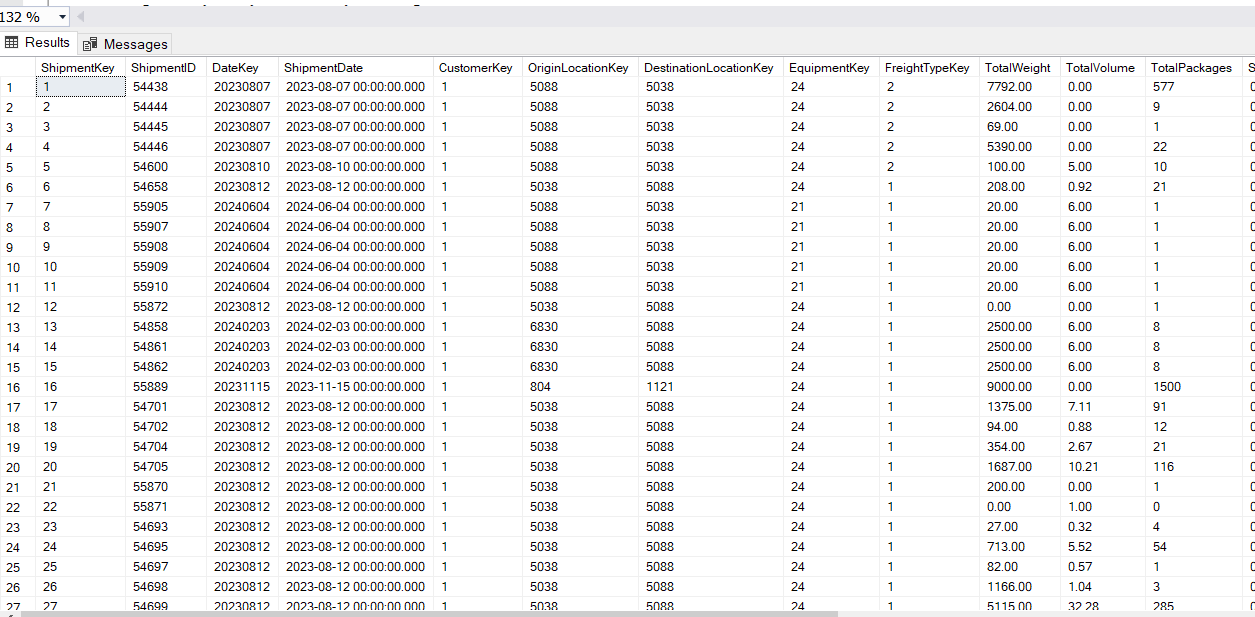 132 %
Results Messages
ShipmentKey ShipmentID DateKey ShipmentDate CustomerKey OriginLocationKey DestinationLocationKey EquipmentKey FreightTypeKey TotalWeight TotalVolume TotalPackages S
1 1 54438 20230807 2023-08-07 00:00:00.000 1 5088 5038 24 2 7792.00 0.00 577
2 2 54444 20230807 2023-08-07 00:00:00.000 1 5088 5038 24 2 2604.00 0.00 9
3 3 54445 20230807 2023-08-07 00:00:00.000 1 5088 5038 24 2 69.00 0.00 1
4 4 54446 20230807 2023-08-07 00:00:00.000 1 5088 5038 24 2 5390.00 0.00 22
5 5 54600 20230810 2023-08-10 00:00:00.000 1 5088 5038 24 2 100.00 5.00 10
6 6 54658 20230812 2023-08-12 00:00:00.000 1 5038 5088 24 1 208.00 0.92 21
7 7 55905 20240604 2024-06-04 00:00:00.000 1 5088 5038 21 1 20.00 6.00 1
8 8 55907 20240604 2024-06-04 00:00:00.000 1 5088 5038 21 1 20.00 6.00 1
9 9 55908 20240604 2024-06-04 00:00:00.000 1 5088 5038 21 1 20.00 6.00 1
10 10 55909 20240604 2024-06-04 00:00:00.000 1 5088 5038 21 1 20.00 6.00 1
11 11 55910 20240604 2024-06-04 00:00:00.000 1 5088 5038 21 1 20.00 6.00 1
12 12 55872 20230812 2023-08-12 00:00:00.000 1 5038 5088 24 1 0.00 0.00 1
13 13 54858 20240203 2024-02-03 00:00:00.000 1 6830 5088 24 1 2500.00 6.00 8
14 14 54861 20240203 2024-02-03 00:00:00.000 1 6830 5088 24 1 2500.00 6.00 8
15 15 54862 20240203 2024-02-03 00:00:00.000 1 6830 5088 24 1 2500.00 6.00 8
16 16 55889 20231115 2023-11-15 00:00:00.000 1 804 1121 24 1 9000.00 0.00 1500
17 17 54701 20230812 2023-08-12 00:00:00.000 1 5038 5088 24 1 1375.00 7.11 91
18 18 54702 20230812 2023-08-12 00:00:00.000 1 5038 5088 24 1 94.00 0.88 12
19 19 54704 20230812 2023-08-12 00:00:00.000 1 5038 5088 24 1 354.00 2.67 21
20 20 54705 20230812 2023-08-12 00:00:00.000 1 5038 5088 24 1 1687.00 10.21 116
21 21 55870 20230812 2023-08-12 00:00:00.000 1 5038 5088 24 1 200.00 0.00 1
22 22 55871 20230812 2023-08-12 00:00:00.000 1 5038 5088 24 1 0.00 1.00 0
23 23 54693 20230812 2023-08-12 00:00:00.000 1 5038 5088 24 1 27.00 0.32 4
24 24 54695 20230812 2023-08-12 00:00:00.000 1 5038 5088 24 1 713.00 5.52 54
25 25 54697 20230812 2023-08-12 00:00:00.000 1 5038 5088 24 1 82.00 0.57 1
26 26 54698 20230812 2023-08-12 00:00:00.000 1 5038 5088 24 1 1166.00 1.04 3
27 27 54699 20230812 2023-08-12 00:00:00.000 1 5038 5088 24 1 5115.00 32.28 285